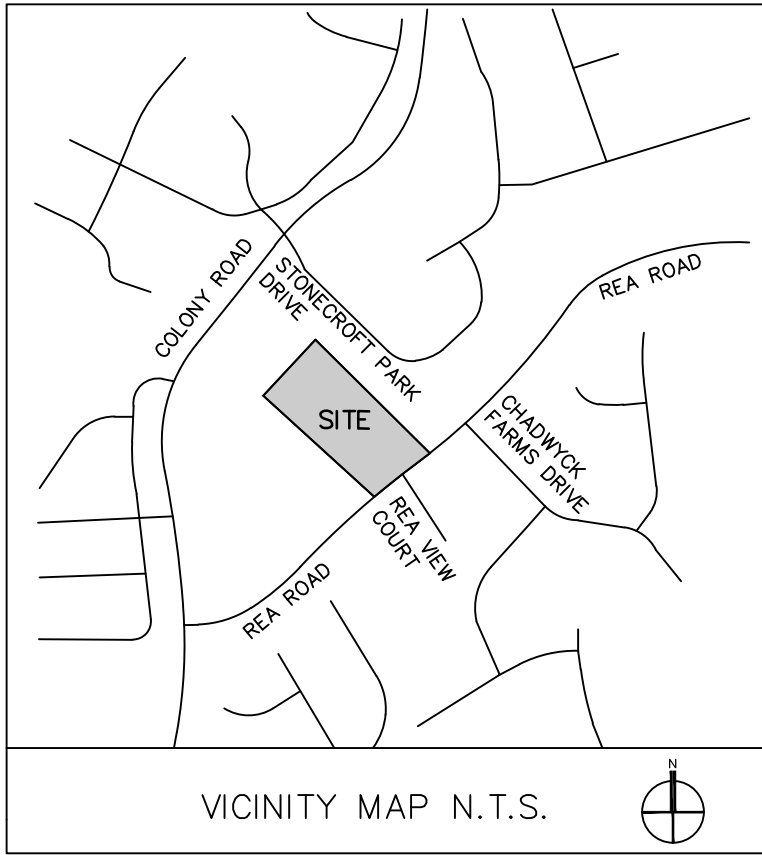 COLONY ROAD
STONECROFT PARK
DRIVE
REA ROAD
SITE
CHADWYCK
FARMS DRIVE
REA VIEW
COURT
REA ROAD
VICINITY MAP N.T.S.
N